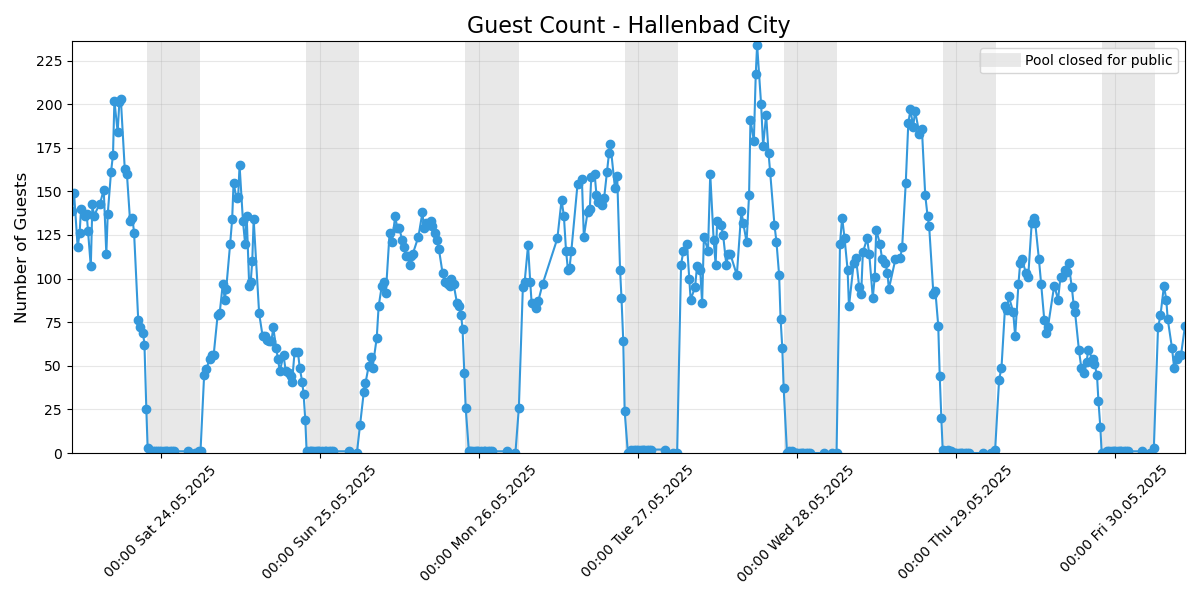 Guest Count - Hallenbad City
Pool closed for public
Number of Guests
225
200
175
150
125
100
75
50
25
0
00:00 Sat 24.05.2025
00:00 Sun 25.05.2025
00:00 Mon 26.05.2025
00:00 Tue 27.05.2025
00:00 Wed 28.05.2025
00:00 Thu 29.05.2025
00:00 Fri 30.05.2025